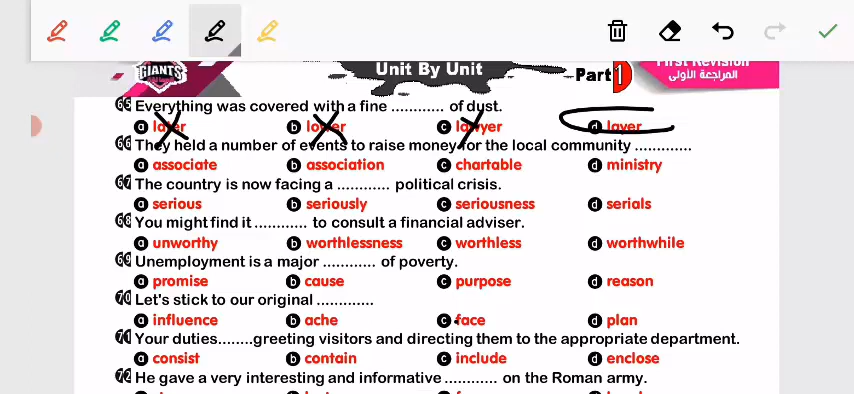 GIANTS
Unit By Unit
Part 1
First Revision
المراجعة الأولى
65 Everything was covered with a fine ............ of dust.
a later b lower c lawyer d layer
66 They held a number of events to raise money for the local community ............
a associate b association c chartable d ministry
67 The country is now facing a ............ political crisis.
a serious b seriously c seriousness d serials
68 You might find it ............ to consult a financial adviser.
a unworthy b worthlessness c worthless d worthwhile
69 Unemployment is a major ............ of poverty.
a promise b cause c purpose d reason
70 Let's stick to our original .............
a influence b ache c face d plan
71 Your duties........greeting visitors and directing them to the appropriate department.
a consist b contain c include d enclose
72 He gave a very interesting and informative ............ on the Roman army.